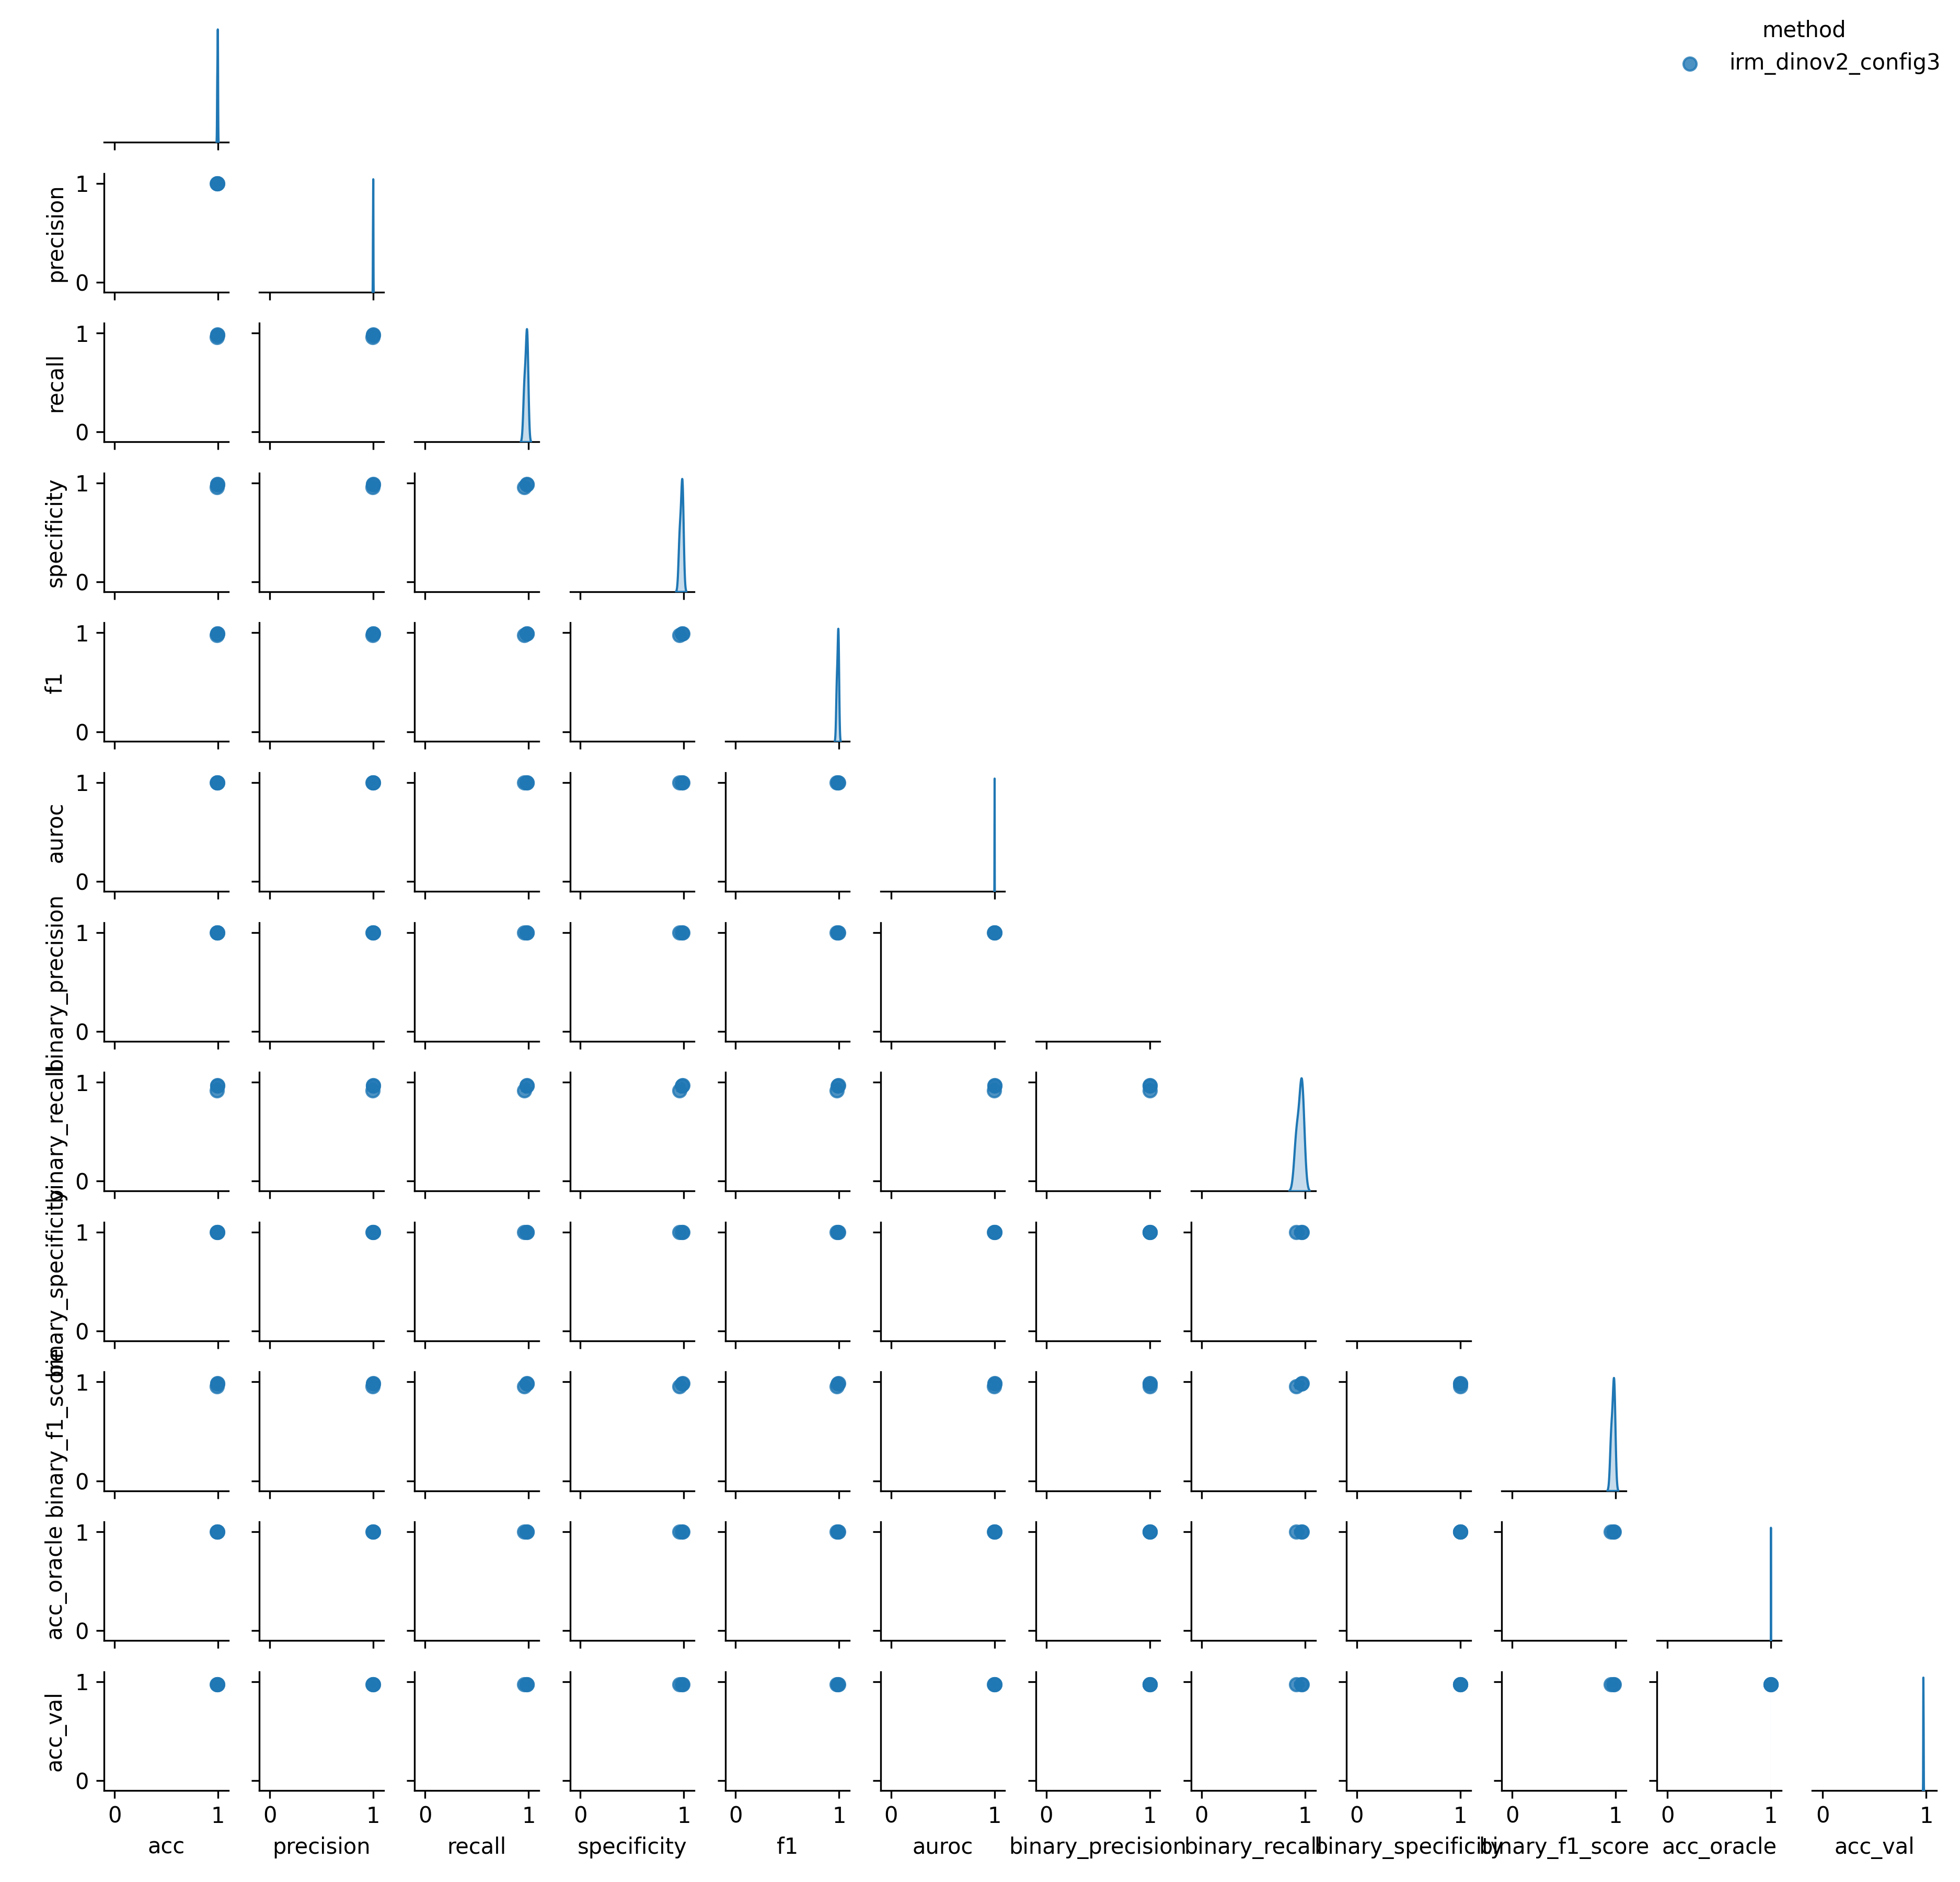 method
irm_dinov2_config3
precision
1
0
recall
1
0
specificity
1
0
f1
1
0
auroc
1
0
binary_precision
1
0
binary_recall
1
0
binary_specificity
1
0
binary_f1_score
1
0
acc_oracle
1
0
acc_val
1
0
0 1 0 1 0 1 0 1 0 1 0 1 0 1 0 1 0 1 0 1 0 1 0 1
acc precision recall specificity f1 auroc binary_precision binary_recall binary_specificity binary_f1_score acc_oracle acc_val